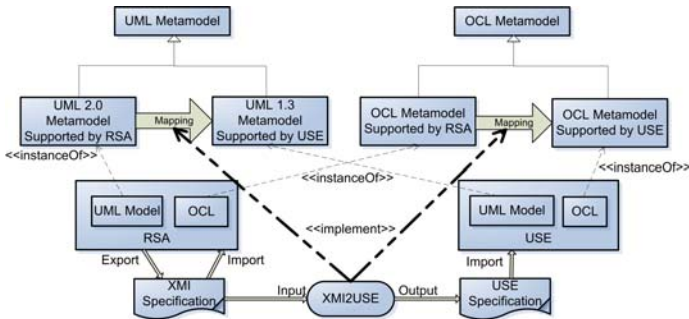 UML Metamodel
OCL Metamodel
UML 2.0
Metamodel
Supported by RSA
Mapping
UML 1.3
Metamodel
Supported by USE
OCL Metamodel
Supported by RSA
Mapping
OCL Metamodel
Supported by USE
<<instanceOf>>
<<instanceOf>>
<<instanceOf>>
UML Model
OCL
RSA
<<implement>>
UML Model
OCL
USE
Export
Import
Import
XMI
Specification
Input
XMI2USE
Output
USE
Specification